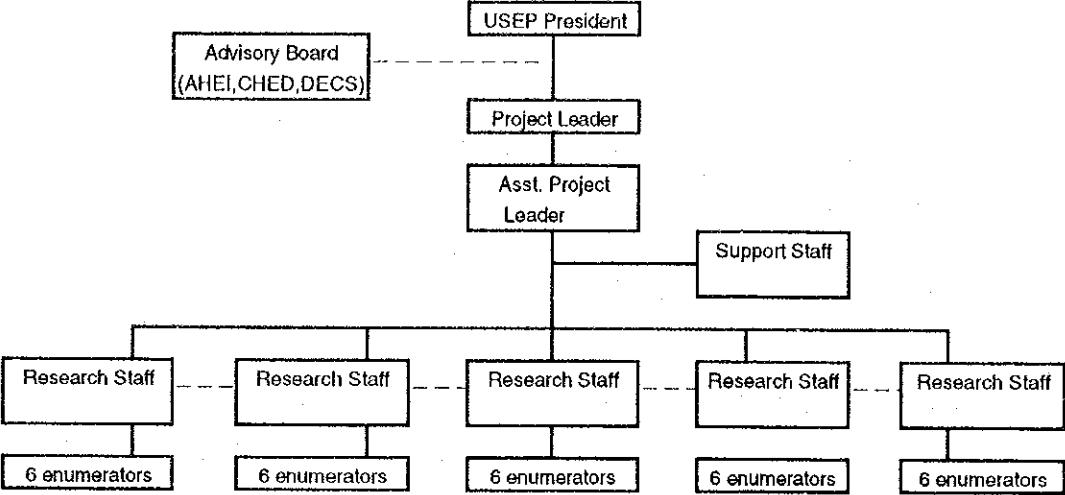 USEP President
Advisory Board
(AHEI,CHED,DECS)
Project Leader
Asst. Project
Leader
Support Staff
Research Staff
Research Staff
Research Staff
Research Staff
Research Staff
6 enumerators
6 enumerators
6 enumerators
6 enumerators
6 enumerators